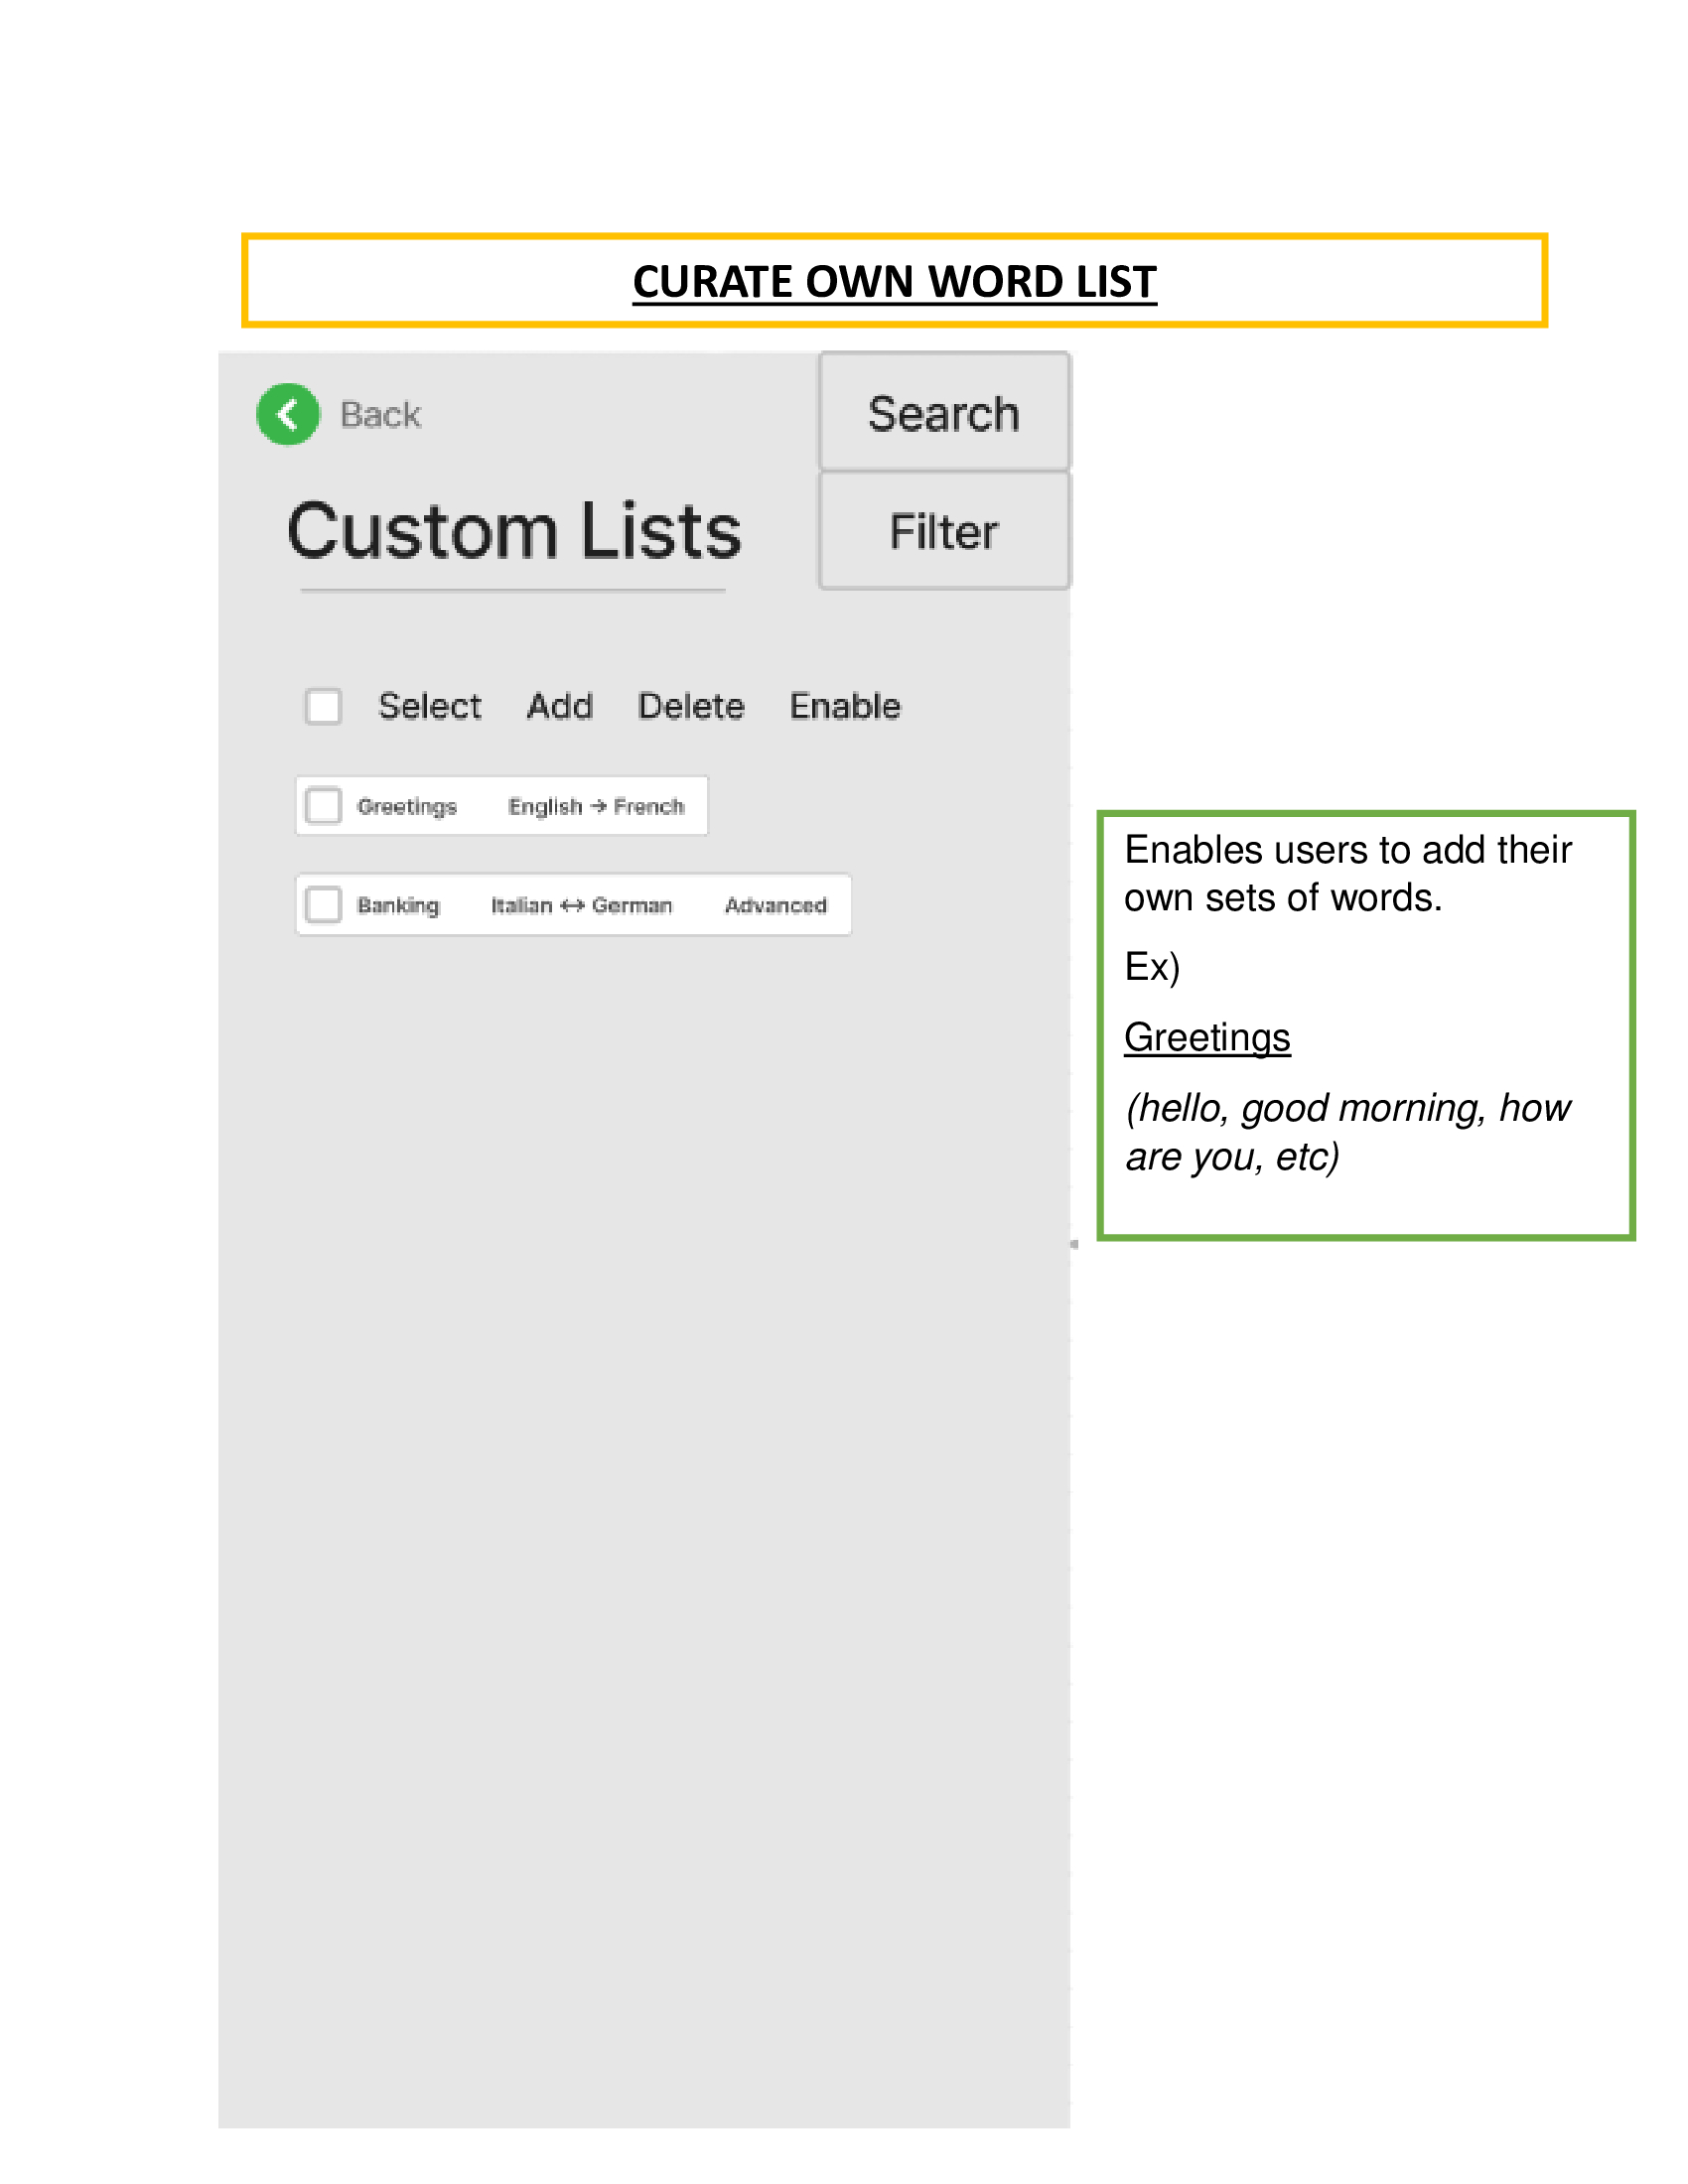 CURATE OWN WORD LIST
Back
Search
Custom Lists
Filter
Select Add Delete Enable
Greetings English → French
Banking Italian ↔ German Advanced
Enables users to add their
own sets of words.
Ex)
Greetings
(hello, good morning, how
are you, etc)